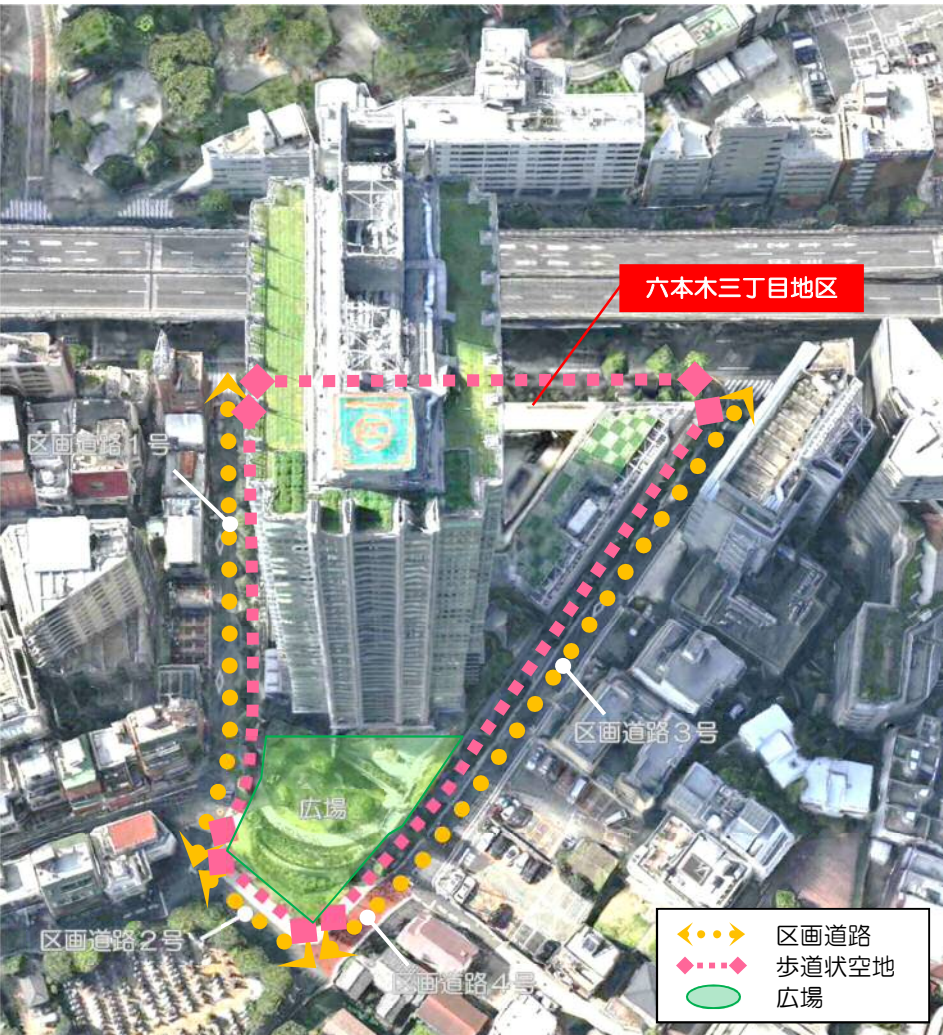 六本木三丁目地区
区画道路1号
区画道路3号
広場
区画道路2号
区画道路4号
区画道路
歩道状空地
広場